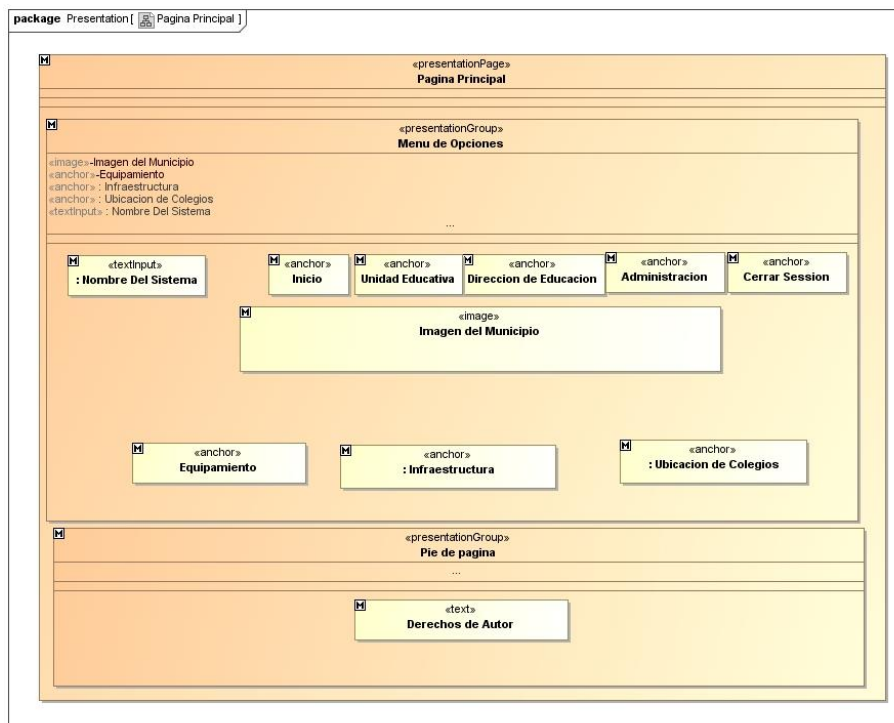 package Presentation [ Pagina Principal ]
M
«presentationPage»
Pagina Principal
M
«presentationGroup»
Menu de Opciones
«image»-Imagen del Municipio
«anchor»-Equipamiento
«anchor» : Infraestructura
«anchor» : Ubicacion de Colegios
«textInput» : Nombre Del Sistema
...
M «textInput»
: Nombre Del Sistema
M «anchor»
Inicio
M «anchor»
Unidad Educativa
M «anchor»
Direccion de Educacion
M «anchor»
Administracion
M «anchor»
Cerrar Session
M «image»
Imagen del Municipio
M «anchor»
Equipamiento
M «anchor»
: Infraestructura
M «anchor»
: Ubicacion de Colegios
M
«presentationGroup»
Pie de pagina
...
M «text»
Derechos de Autor